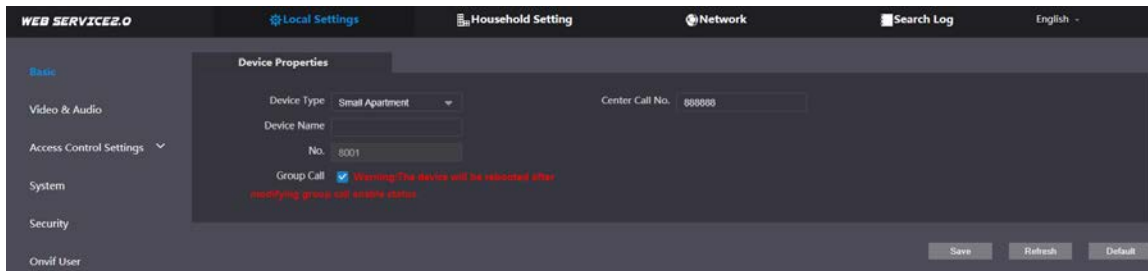 WEB SERVICE2.0 Local Settings Household Setting Network Search Log English
Basic
Video & Audio
Access Control Settings
System
Security
Onvif User
Device Properties
Device Type Small Apartment Center Call No. 888888
Device Name
No. 8001
Group Call Warning:The device will be rebooted after
modifying group call enable status.
Save Refresh Default